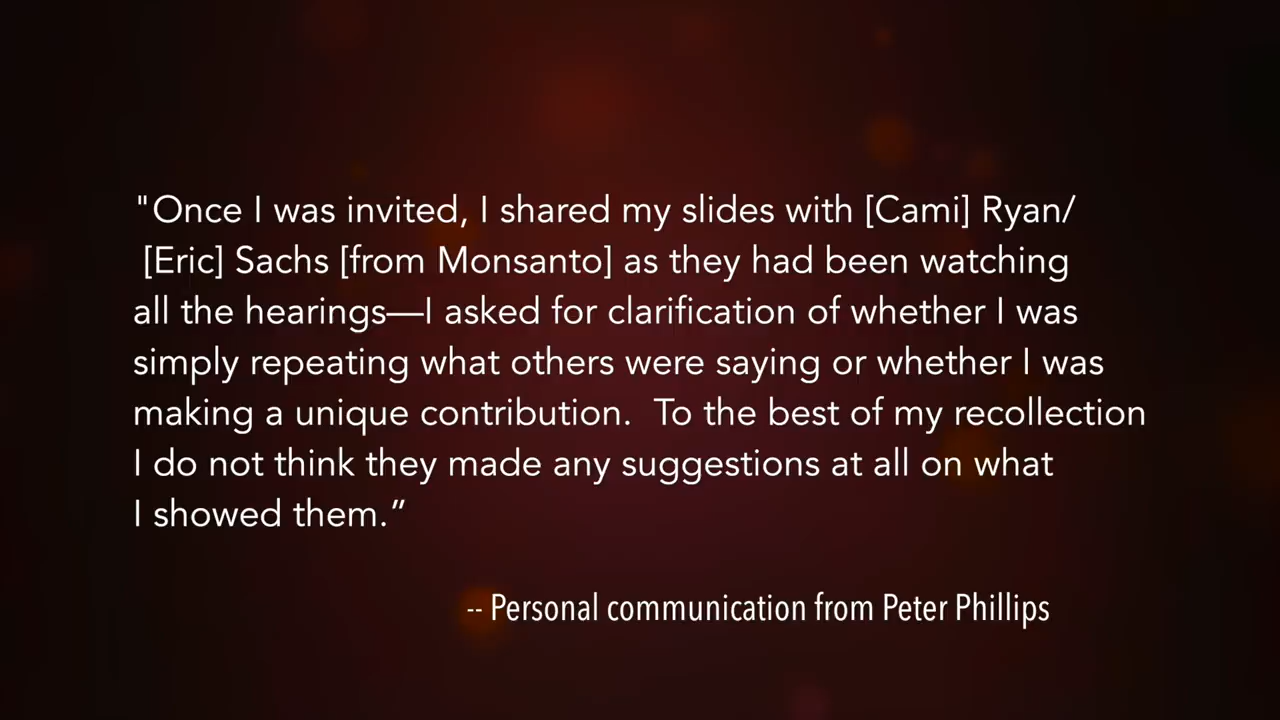 "Once I was invited, I shared my slides with [Cami] Ryan/
[Eric] Sachs [from Monsanto] as they had been watching
all the hearings—I asked for clarification of whether I was
simply repeating what others were saying or whether I was
making a unique contribution.  To the best of my recollection
I do not think they made any suggestions at all on what
I showed them.”
-- Personal communication from Peter Phillips